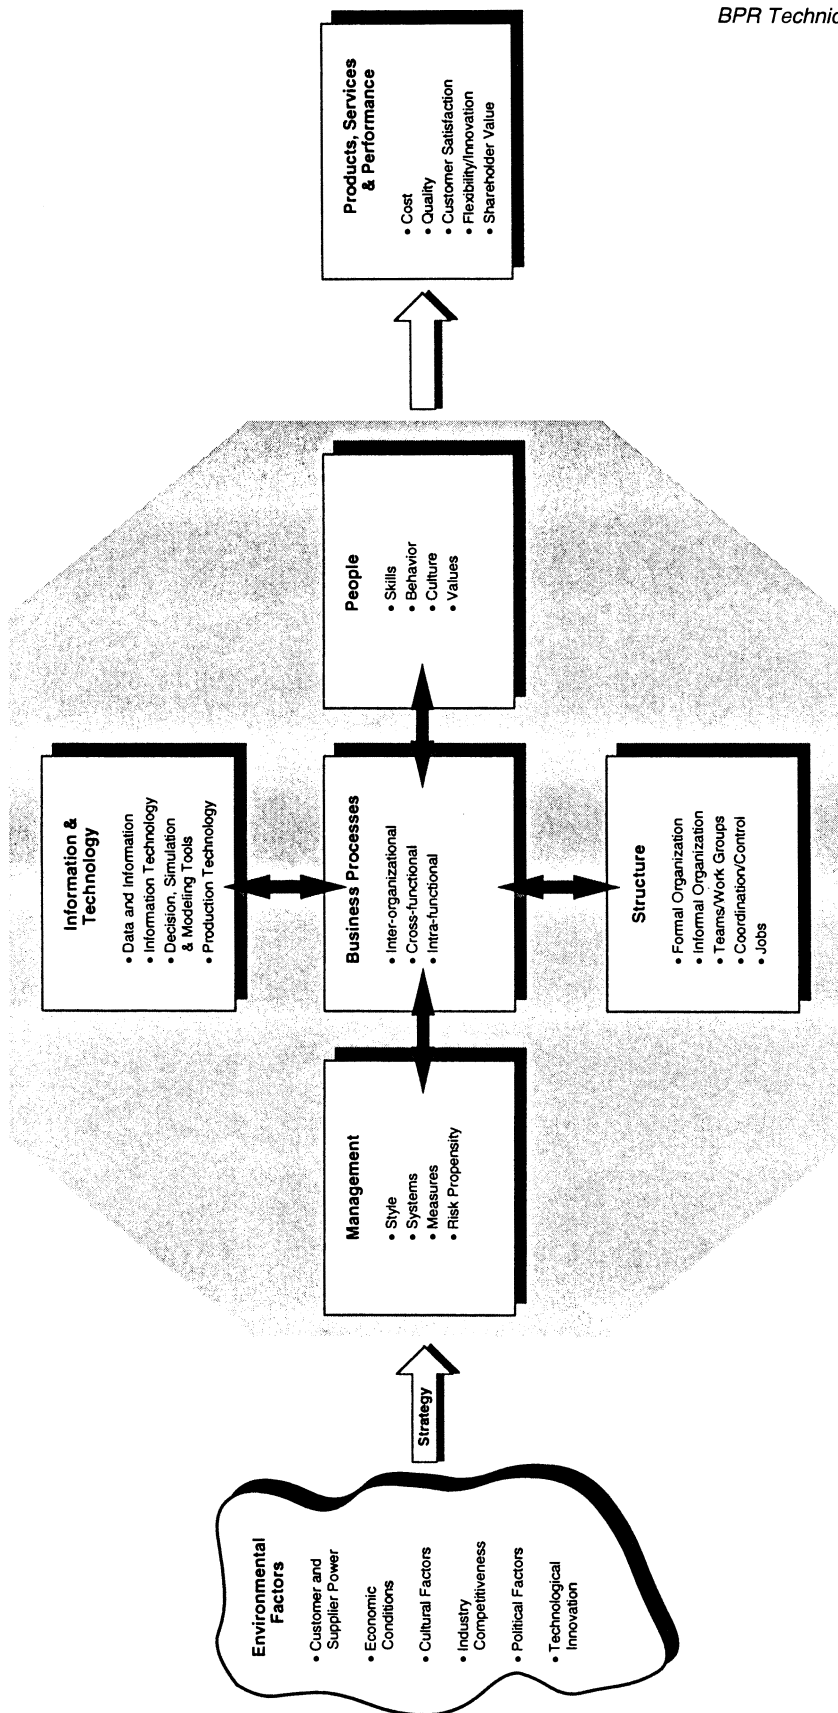 BPR Technic
Environmental
Factors
• Customer and
Supplier Power
• Economic
Conditions
• Cultural Factors
• Industry
Competitiveness
• Political Factors
• Technological
Innovation
Strategy
Management
• Style
• Systems
• Measures
• Risk Propensity
Information &
Technology
• Data and Information
• Information Technology
• Decision, Simulation
& Modeling Tools
• Production Technology
Business Processes
• Inter-organizational
• Cross-functional
• Intra-functional
Structure
• Formal Organization
• Informal Organization
• Teams/Work Groups
• Coordination/Control
• Jobs
People
• Skills
• Behavior
• Culture
• Values
Products, Services
& Performance
• Cost
• Quality
• Customer Satisfaction
• Flexibility/Innovation
• Shareholder Value